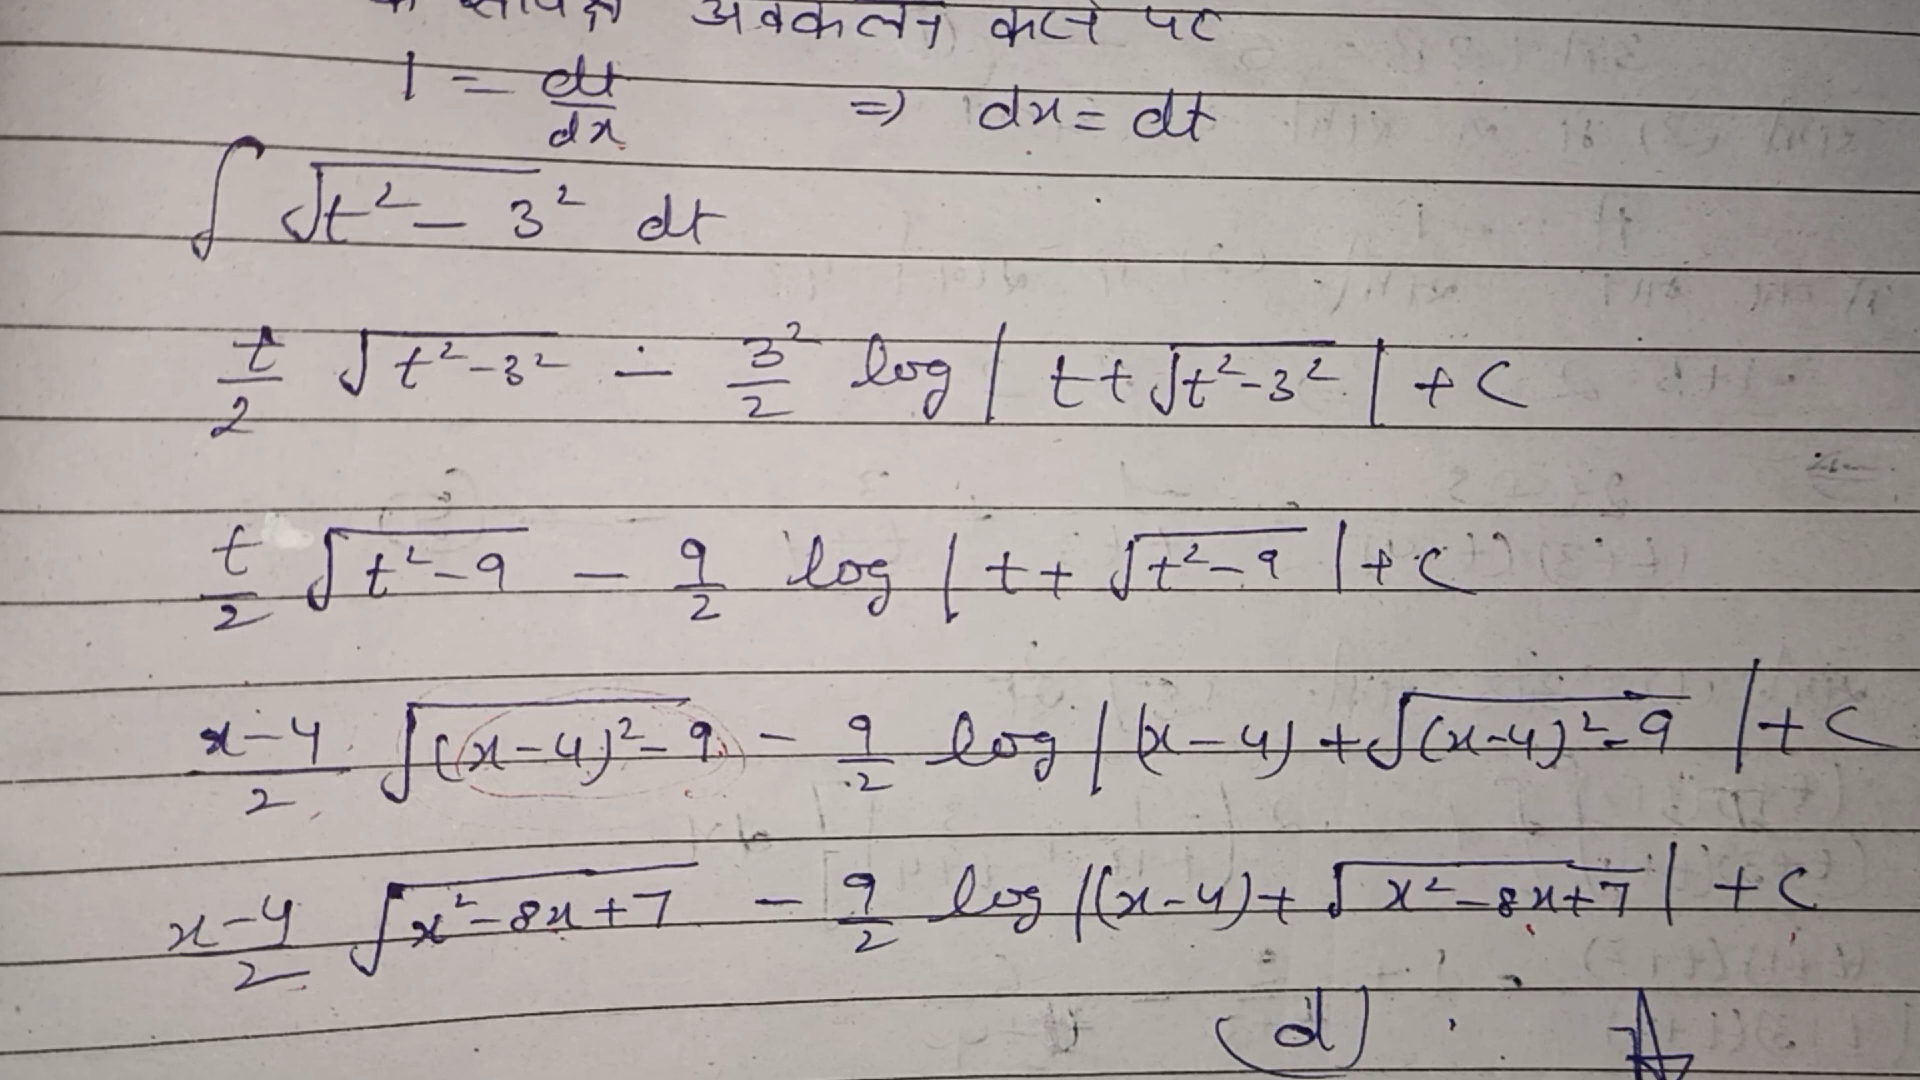 के सापेक्ष अवकलन करने पर
1 = dt/dx ⇒ dx = dt
∫ √(t² - 3²) dt
t/2 √(t² - 3²) - 3²/2 log | t + √(t² - 3²) | + C
t/2 √(t² - 9) - 9/2 log | t + √(t² - 9) | + C
x-4/2 √((x-4)² - 9) - 9/2 log | (x-4) + √((x-4)² - 9) | + C
x-4/2 √(x² - 8x + 7) - 9/2 log | (x-4) + √(x² - 8x + 7) | + C
(d)